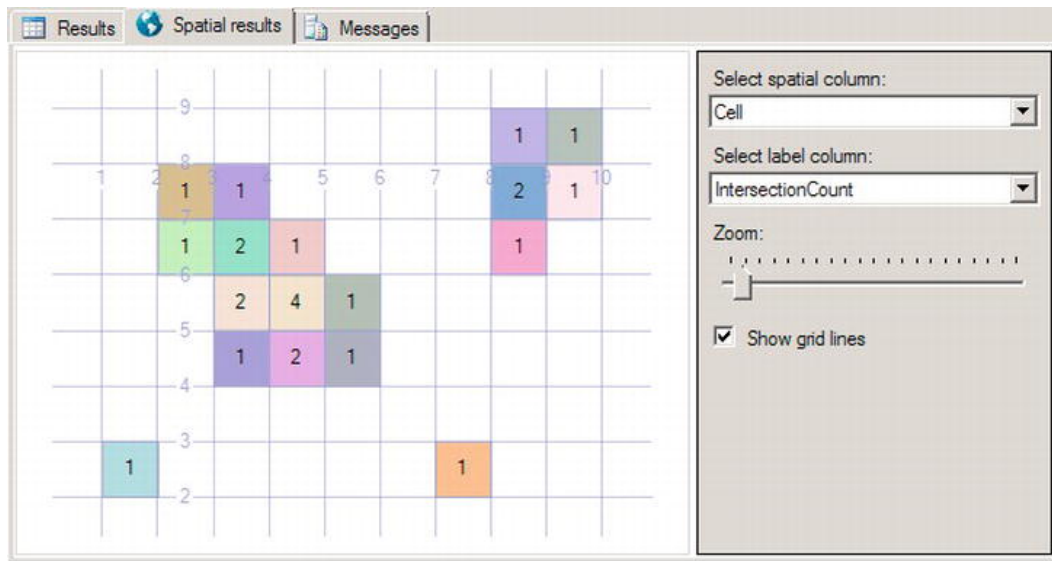 Results Spatial results Messages
Select spatial column:
Cell
Select label column:
IntersectionCount
Zoom:
Show grid lines
9
1 1
8
1 2 3 4 5 6 7 8 9 10
1 1 2 1
7
1 2 1 1
6
2 4 1
5
1 2 1
4
3
1 1
2